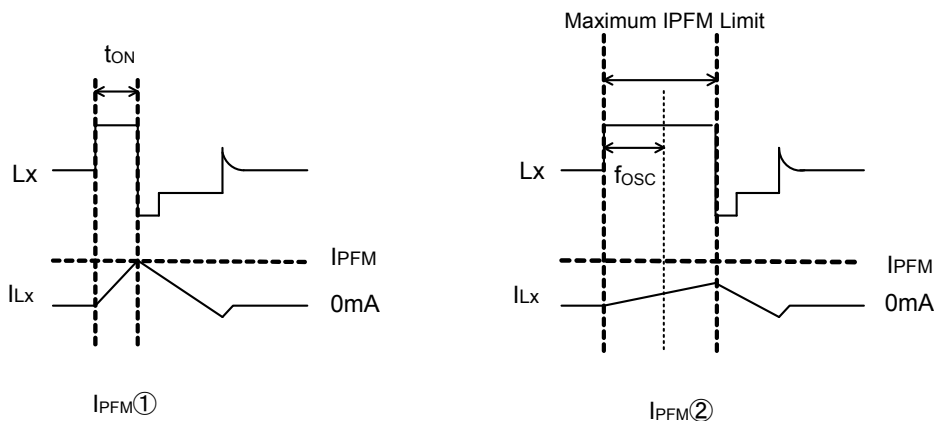 Maximum IPFM Limit
tON
Lx
Lx
fOSC
IPFM
IPFM
ILx
0mA
ILx
0mA
IPFM①
IPFM②